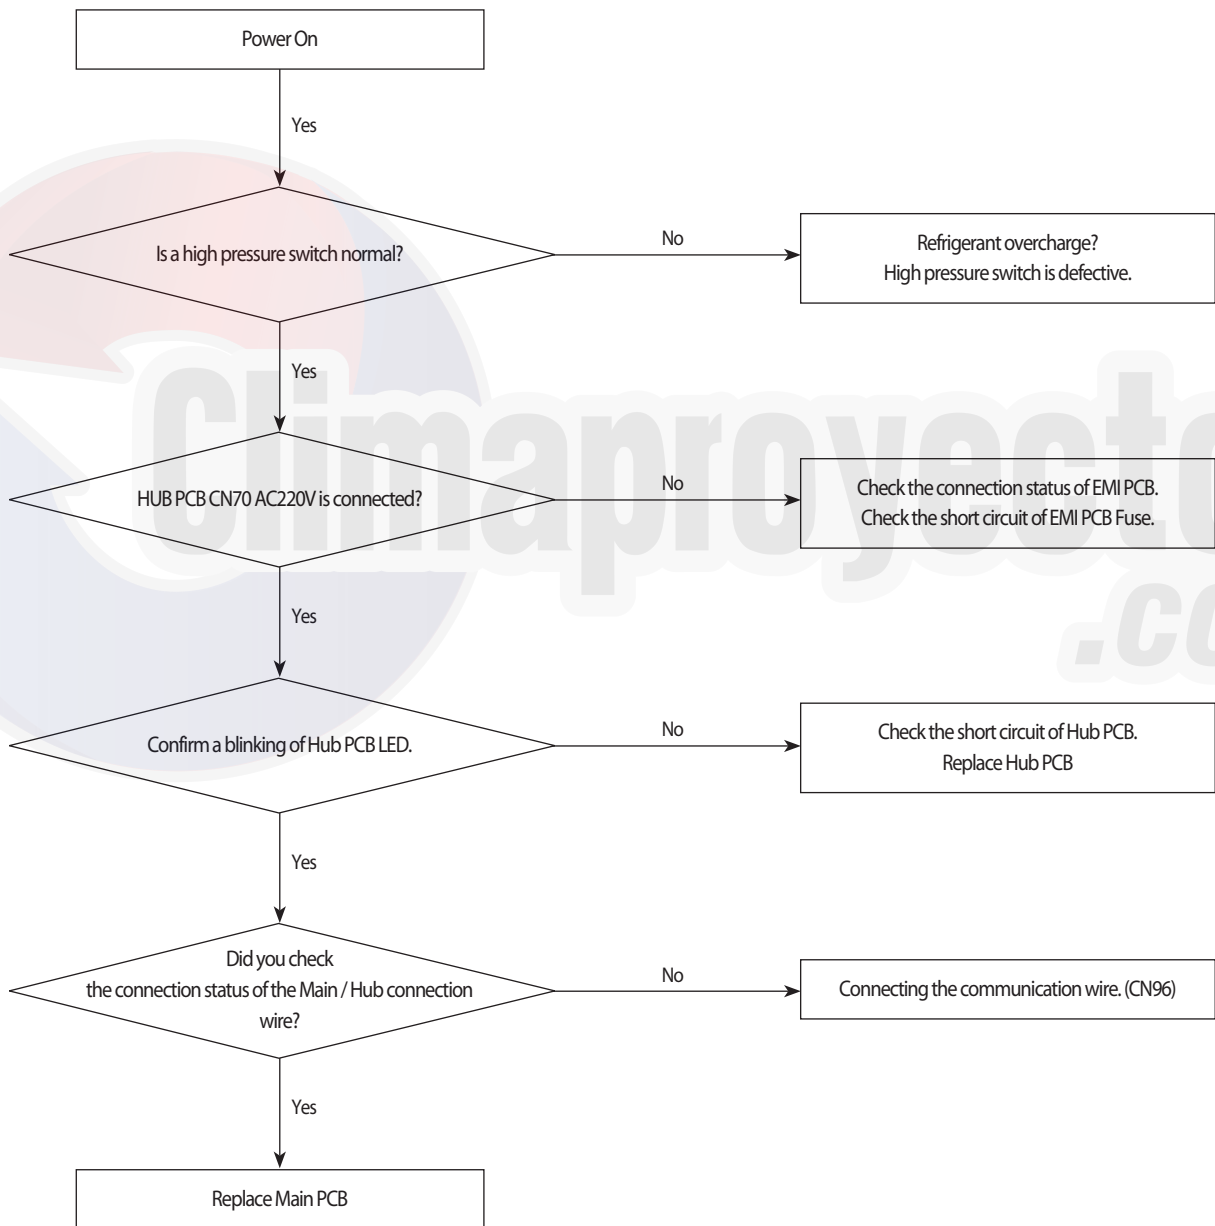 Power On
Yes
Is a high pressure switch normal?
No
Refrigerant overcharge?
High pressure switch is defective.
Yes
HUB PCB CN70 AC220V is connected?
No
Check the connection status of EMI PCB.
Check the short circuit of EMI PCB Fuse.
Yes
Confirm a blinking of Hub PCB LED.
No
Check the short circuit of Hub PCB.
Replace Hub PCB
Yes
Did you check
the connection status of the Main / Hub connection
wire?
No
Connecting the communication wire. (CN96)
Yes
Replace Main PCB
Climaproyecto
.co